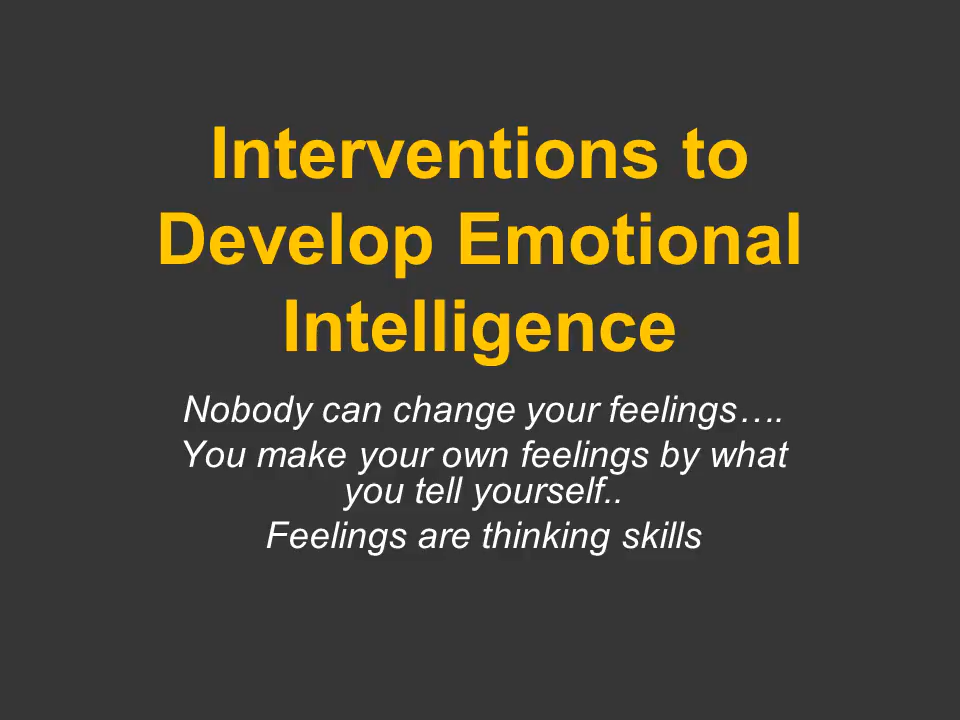 Interventions to
Develop Emotional
Intelligence
Nobody can change your feelings….
You make your own feelings by what
you tell yourself..
Feelings are thinking skills